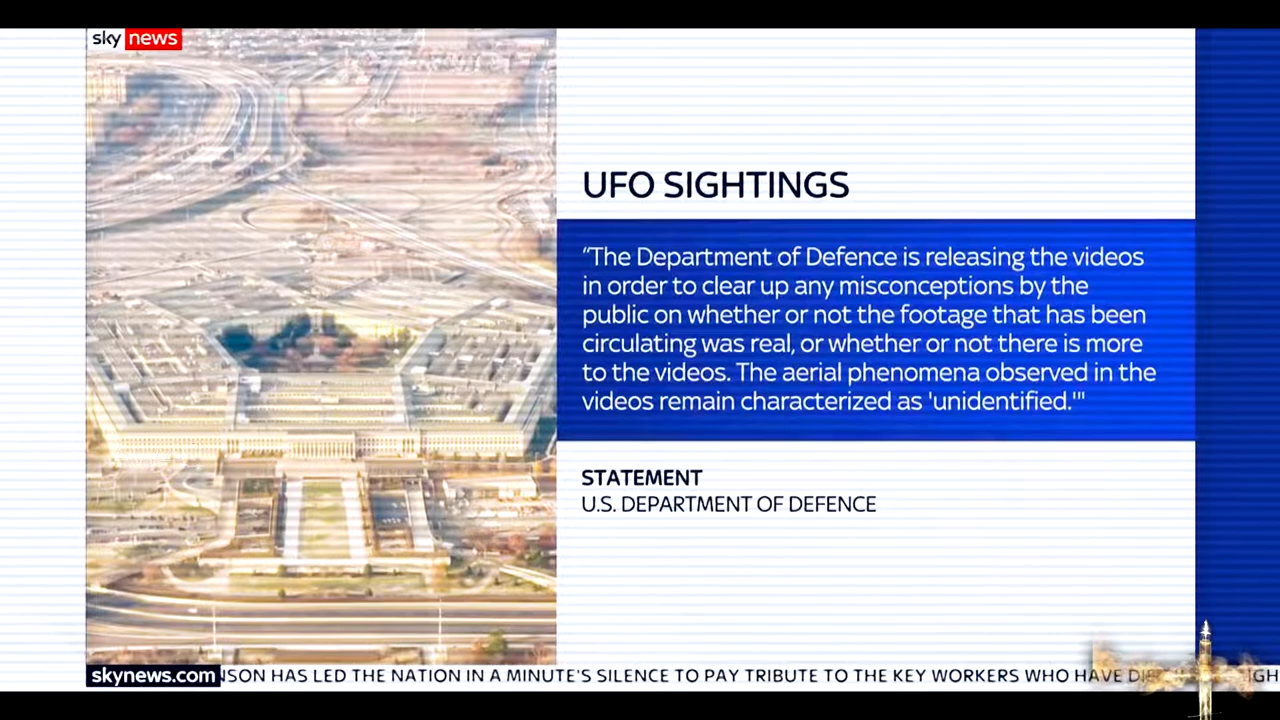 sky news
UFO SIGHTINGS
“The Department of Defence is releasing the videos
in order to clear up any misconceptions by the
public on whether or not the footage that has been
circulating was real, or whether or not there is more
to the videos. The aerial phenomena observed in the
videos remain characterized as 'unidentified.'"
STATEMENT
U.S. DEPARTMENT OF DEFENCE
skynews.com NSON HAS LED THE NATION IN A MINUTE'S SILENCE TO PAY TRIBUTE TO THE KEY WORKERS WHO HAVE